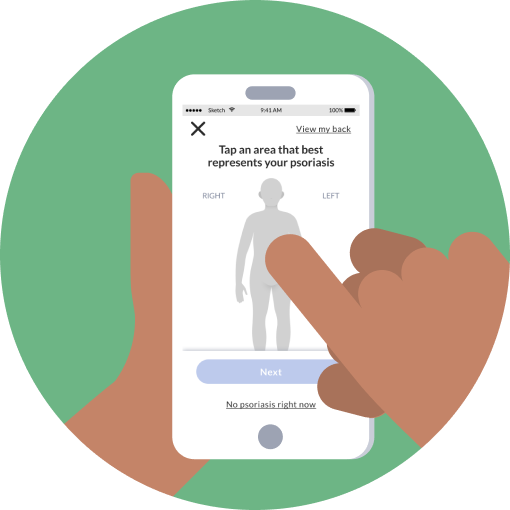 Sketch 9:41 AM 100%
View my back
Tap an area that best
represents your psoriasis
RIGHT LEFT
Next
No psoriasis right now